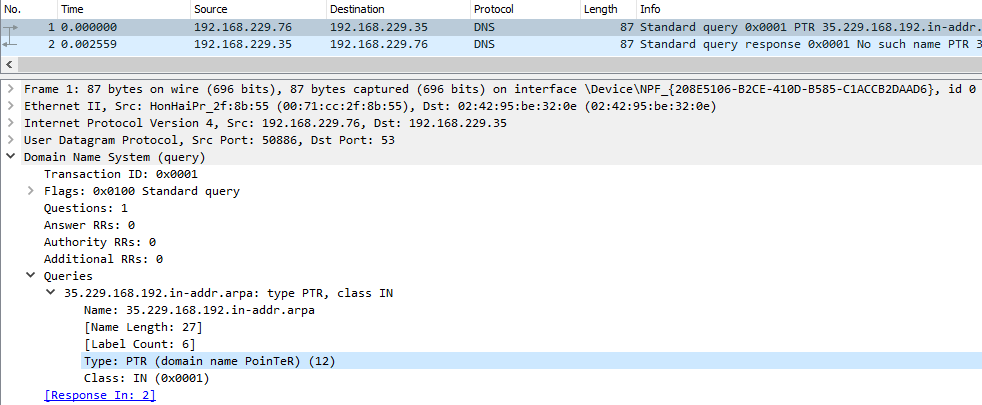 No. Time Source Destination Protocol Length Info
1 0.000000 192.168.229.76 192.168.229.35 DNS 87 Standard query 0x0001 PTR 35.229.168.192.in-addr.
2 0.002559 192.168.229.35 192.168.229.76 DNS 87 Standard query response 0x0001 No such name PTR 3
Frame 1: 87 bytes on wire (696 bits), 87 bytes captured (696 bits) on interface \Device\NPF_{208E5106-B2CE-410D-B585-C1ACCB2DAAD6}, id 0
Ethernet II, Src: HonHaiPr_2f:8b:55 (00:71:cc:2f:8b:55), Dst: 02:42:95:be:32:0e (02:42:95:be:32:0e)
Internet Protocol Version 4, Src: 192.168.229.76, Dst: 192.168.229.35
User Datagram Protocol, Src Port: 50886, Dst Port: 53
Domain Name System (query)
Transaction ID: 0x0001
Flags: 0x0100 Standard query
Questions: 1
Answer RRs: 0
Authority RRs: 0
Additional RRs: 0
Queries
35.229.168.192.in-addr.arpa: type PTR, class IN
Name: 35.229.168.192.in-addr.arpa
[Name Length: 27]
[Label Count: 6]
Type: PTR (domain name PoinTeR) (12)
Class: IN (0x0001)
[Response In: 2]